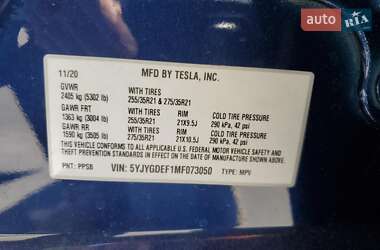 auto RIA
11/20 MFD BY TESLA, INC.
GVWR WITH TIRES
2405 KG (5302 lb) 255/35R21 & 275/35R21
GAWR FRT WITH TIRES RIM COLD TIRE PRESSURE
1363 KG (3004 lb) 255/35R21 21X9.5J 290 kPa, 42 psi
GAWR RR WITH TIRES RIM COLD TIRE PRESSURE
1590 KG (3505 lb) 275/35R21 21X10.5J 290 kPa, 42 psi
THIS VEHICLE CONFORMS TO ALL APPLICABLE U.S. FEDERAL MOTOR VEHICLE
SAFETY AND THEFT PREVENTION STANDARDS IN EFFECT ON THE DATE OF
MANUFACTURE SHOWN ABOVE.
PNT: PPSB VIN: 5YJYGDEF1MF073050 TYPE: MPV